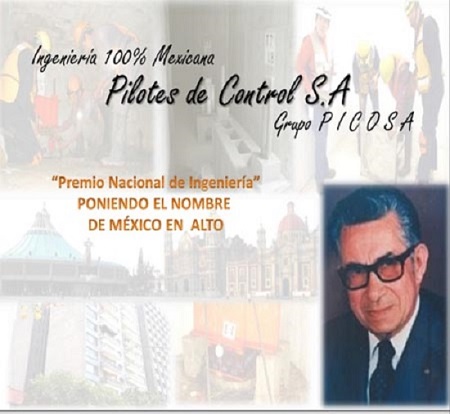 Ingeniería 100% Mexicana
Pilotes de Control S.A
Grupo P I C O S A
“Premio Nacional de Ingeniería”
PONIENDO EL NOMBRE
DE MÉXICO EN ALTO